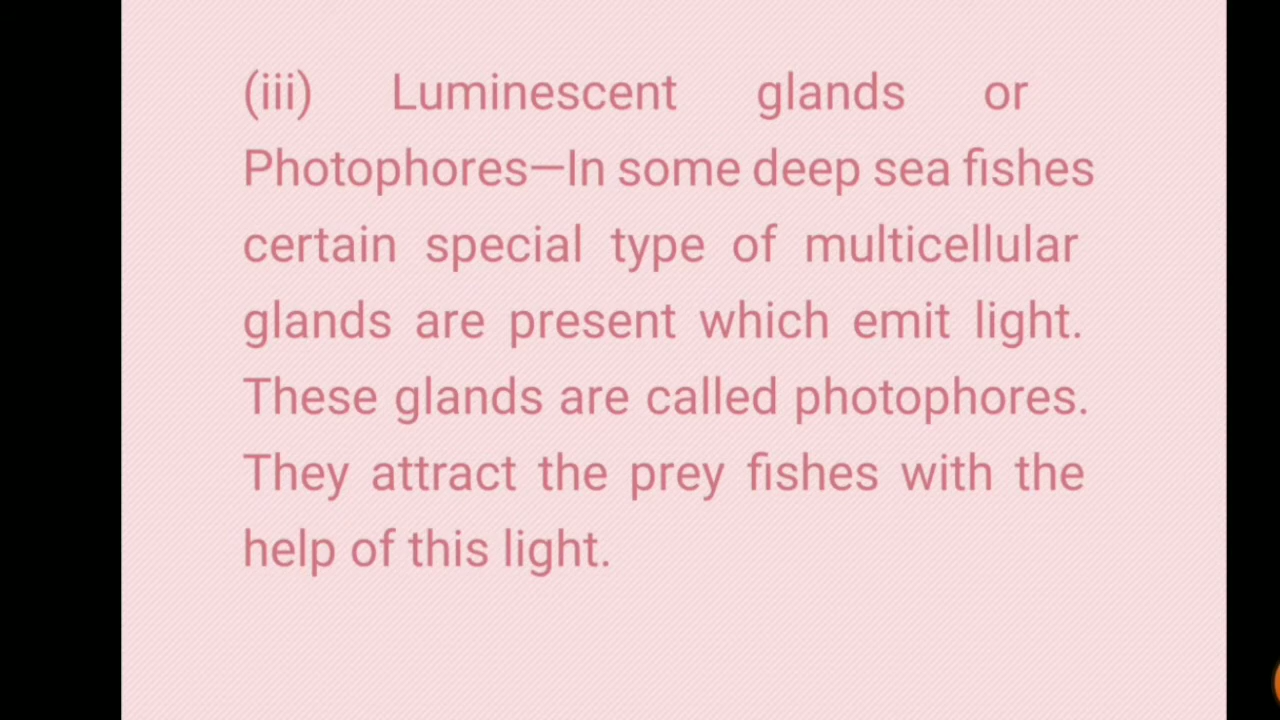 (iii) Luminescent glands or
Photophores—In some deep sea fishes
certain special type of multicellular
glands are present which emit light.
These glands are called photophores.
They attract the prey fishes with the
help of this light.